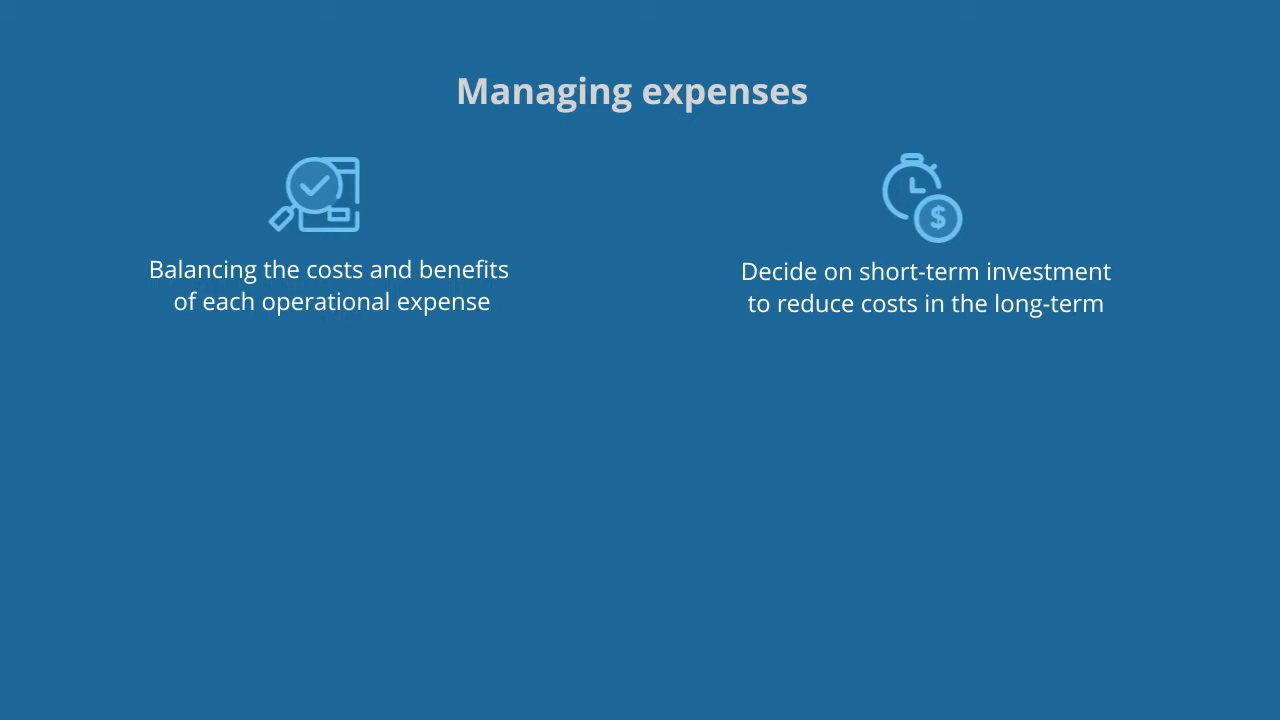 Managing expenses
Balancing the costs and benefits
of each operational expense
Decide on short-term investment
to reduce costs in the long-term